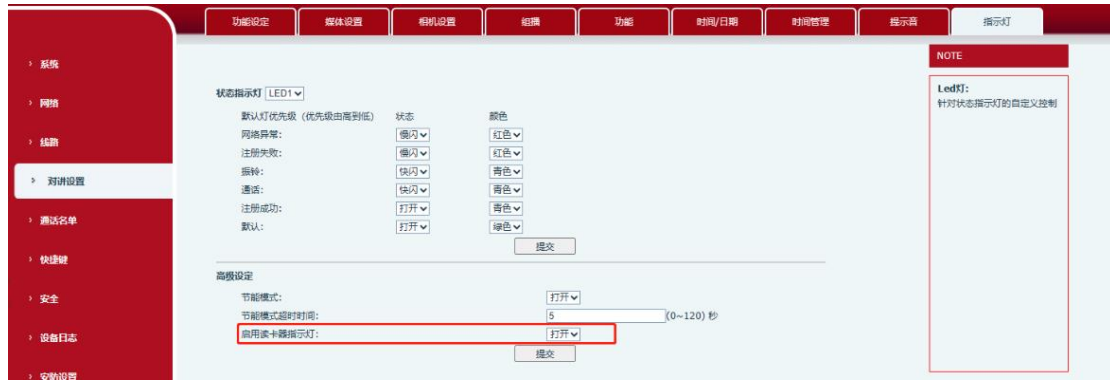 功能设定 媒体设置 相机设置 组播 功能 时间/日期 时间管理 提示音 指示灯
› 系统
› 网络
› 线路
› 对讲设置
› 通话名单
› 快捷键
› 安全
› 设备日志
› 安防设置
状态指示灯 LED1
默认灯优先级（优先级由高到低） 状态 颜色
网络异常: 慢闪 红色
注册失败: 慢闪 红色
振铃: 快闪 青色
通话: 快闪 青色
注册成功: 打开 青色
默认: 打开 绿色
提交
高级设定
节能模式: 打开
节能模式超时时间: 5 (0~120) 秒
启用读卡器指示灯: 打开
提交
NOTE
Led灯:
针对状态指示灯的自定义控制